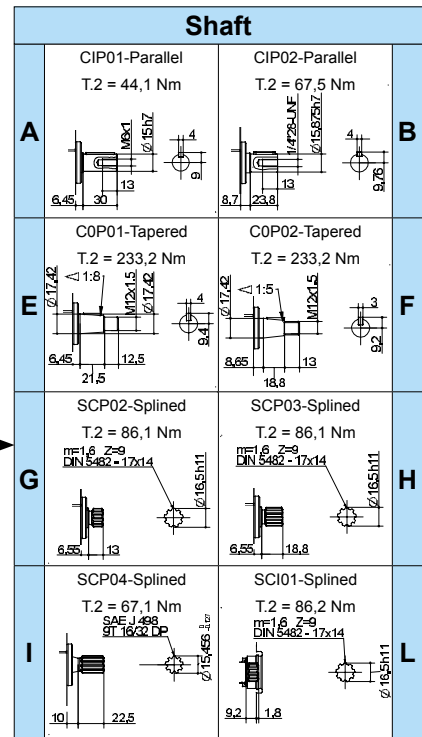 Shaft
A
CIP01-Parallel
T.2 = 44,1 Nm
M6x1
Ø15h7
4
9
13
6,45
30
CIP02-Parallel
T.2 = 67,5 Nm
1/4"28-UNF
Ø15.875h7
4
9,76
13
8,7
23,8
B
E
C0P01-Tapered
T.2 = 233,2 Nm
Ø17,42
1:8
M12x1.5
Ø17,42
4
9,4
6,45
12,5
21,5
C0P02-Tapered
T.2 = 233,2 Nm
Ø17,42
1:5
M12x1.5
3
9,2
8,65
13
18,8
F
G
SCP02-Splined
T.2 = 86,1 Nm
m=1,6 Z=9
DIN 5482 - 17x14
Ø16,5h11
6,55
13
SCP03-Splined
T.2 = 86,1 Nm
m=1,6 Z=9
DIN 5482 - 17x14
Ø16,5h11
6,55
18,8
H
I
SCP04-Splined
T.2 = 67,1 Nm
SAE J 498
9T 16/32 DP
Ø15,456 0 -0,127
10
22,5
SCI01-Splined
T.2 = 86,2 Nm
m=1,6 Z=9
DIN 5482 - 17x14
Ø16,5h11
9,2
1,8
L